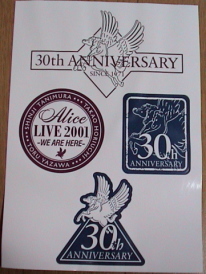 30th ANNIVERSARY
SINCE 1971
SHINJI TANIMURA
TAKAO HORIUCHI
TORU YAZAWA
Alice
LIVE 2001
-WE ARE HERE-
30th
ANNIVERSARY
30th
ANNIVERSARY